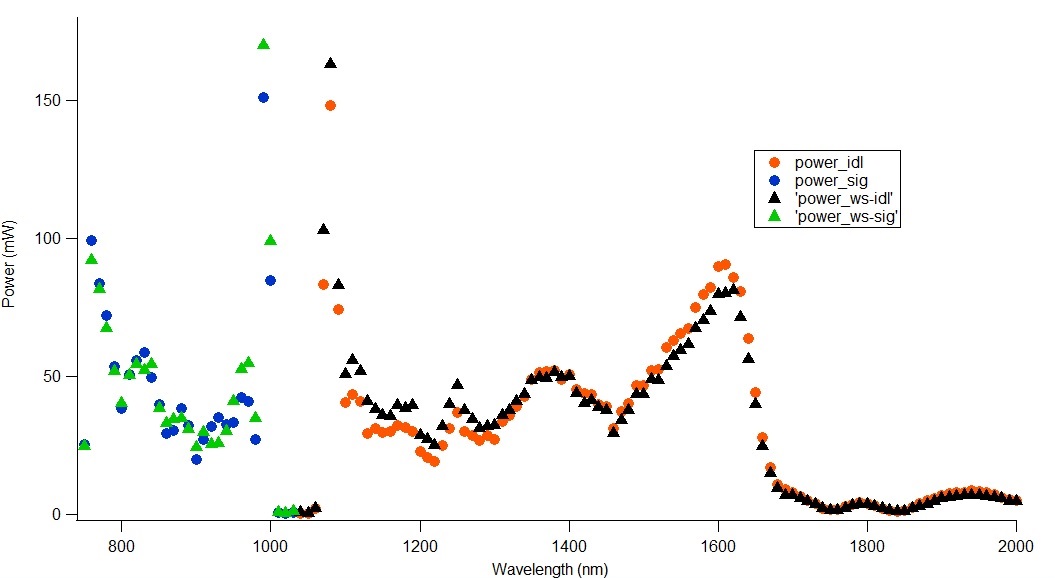 150
100
50
0
Power (mW)
power_idl
power_sig
'power_ws-idl'
'power_ws-sig'
800
1000
1200
1400
1600
1800
2000
Wavelength (nm)